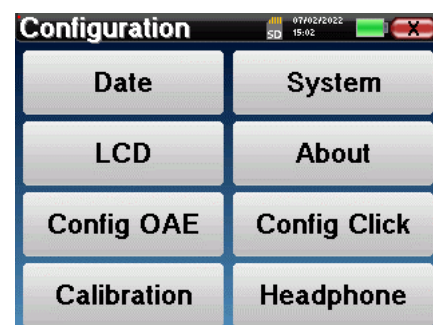 Configuration
SD
07/02/2022
15:02
X
Date
System
LCD
About
Config OAE
Config Click
Calibration
Headphone